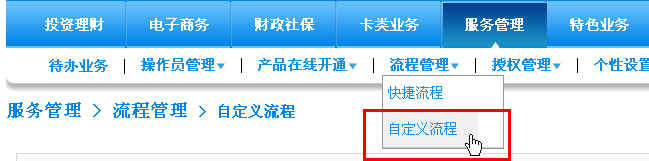 投资理财 电子商务 财政社保 卡类业务 服务管理 特色业务
待办业务 | 操作员管理 | 产品在线开通 | 流程管理 | 授权管理 | 个性设置
快捷流程
服务管理 > 流程管理 > 自定义流程
自定义流程